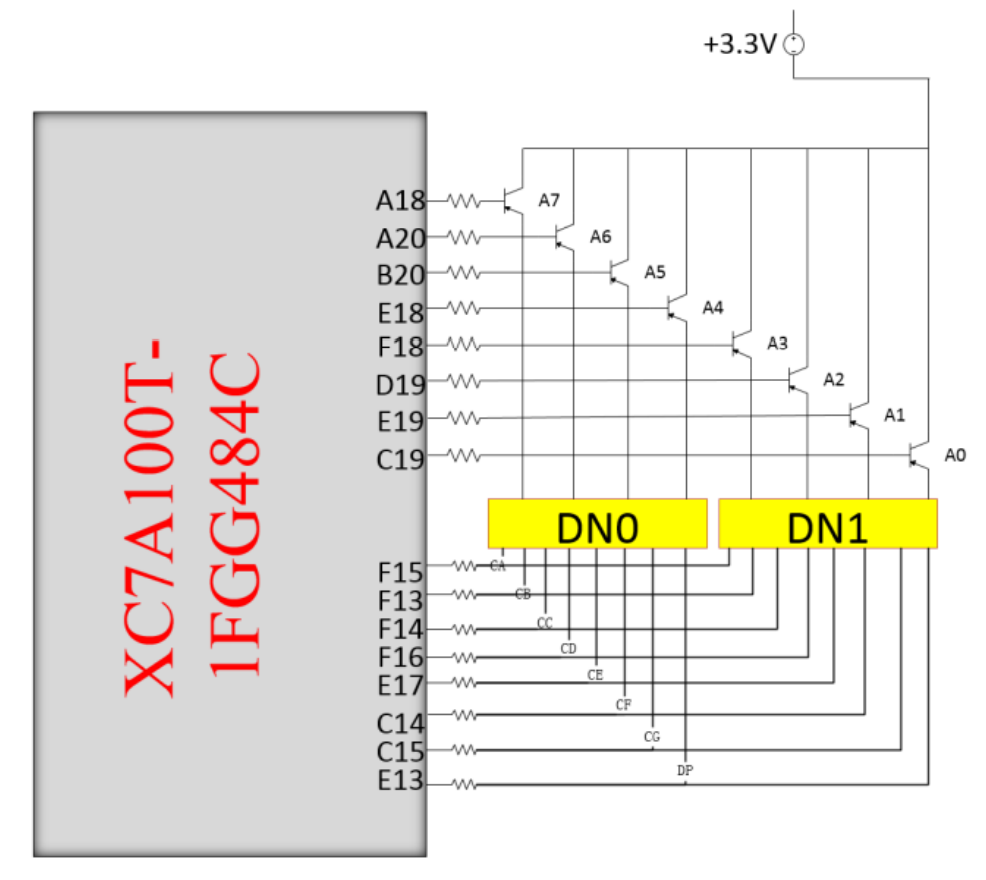 +3.3V
XC7A100T-
1FGG484C
A18
A7
A20
A6
B20
A5
E18
A4
F18
A3
D19
A2
E19
A1
C19
A0
DN0
DN1
F15
CA
F13
CB
F14
CC
F16
CD
E17
CE
C14
CF
C15
CG
E13
DP